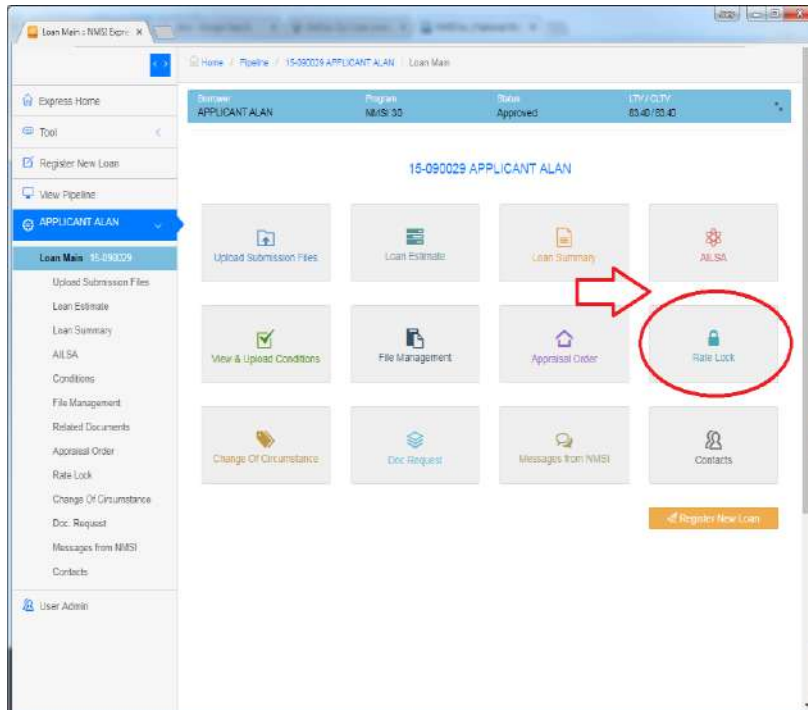 Loan Main : NMSI Expre
Home / Pipeline / 15-090029 APPLICANT ALAN / Loan Main
Express Home
Tool
Register New Loan
View Pipeline
APPLICANT ALAN
Loan Main 15-090029
Upload Submission Files
Loan Estimate
Loan Summary
AILSA
Conditions
File Management
Related Documents
Appraisal Order
Rate Lock
Change Of Circumstance
Doc. Request
Messages from NMSI
Contacts
User Admin
Borrower Program Status LTV / CLTV
APPLICANT ALAN NMSI 30 Approved 83.40 / 83.40
15-090029 APPLICANT ALAN
Upload Submission Files
Loan Estimate
Loan Summary
AILSA
View & Upload Conditions
File Management
Appraisal Order
Rate Lock
Change Of Circumstance
Doc Request
Messages from NMSI
Contacts
Register New Loan